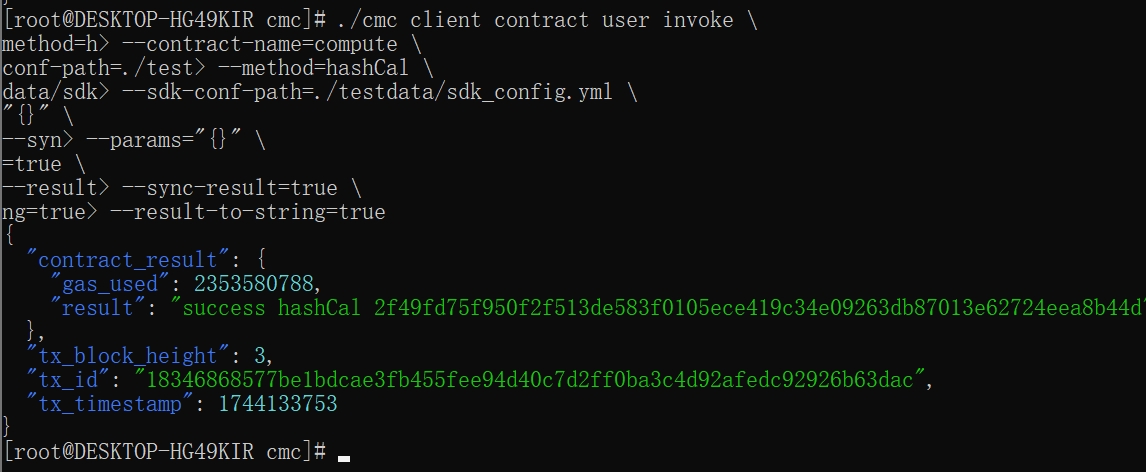 [root@DESKTOP-HG49KIR cmc]# ./cmc client contract user invoke \
method=h> --contract-name=compute \
conf-path=./test> --method=hashCal \
data/sdk> --sdk-conf-path=./testdata/sdk_config.yml \
"{}" \
--syn> --params="{}" \
=true \
--result> --sync-result=true \
ng=true> --result-to-string=true
{
  "contract_result": {
    "gas_used": 2353580788,
    "result": "success hashCal 2f49fd75f950f2f513de583f0105ece419c34e09263db87013e62724eea8b44d
  },
  "tx_block_height": 3,
  "tx_id": "18346868577be1bdcae3fb455fee94d40c7d2ff0ba3c4d92afedc92926b63dac",
  "tx_timestamp": 1744133753
}
[root@DESKTOP-HG49KIR cmc]#